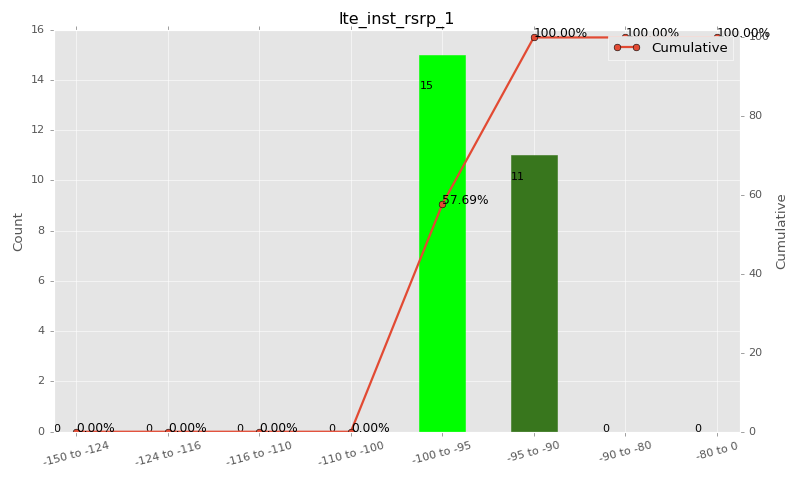 lte_inst_rsrp_1
16
14
12
10
8
6
4
2
0
Count
100
80
60
40
20
0
Cumulative
Cumulative
15
11
0
0
0
0
0
0
0.00%
0.00%
0.00%
0.00%
57.69%
100.00%
100.00%
100.00%
-150 to -124
-124 to -116
-116 to -110
-110 to -100
-100 to -95
-95 to -90
-90 to -80
-80 to 0